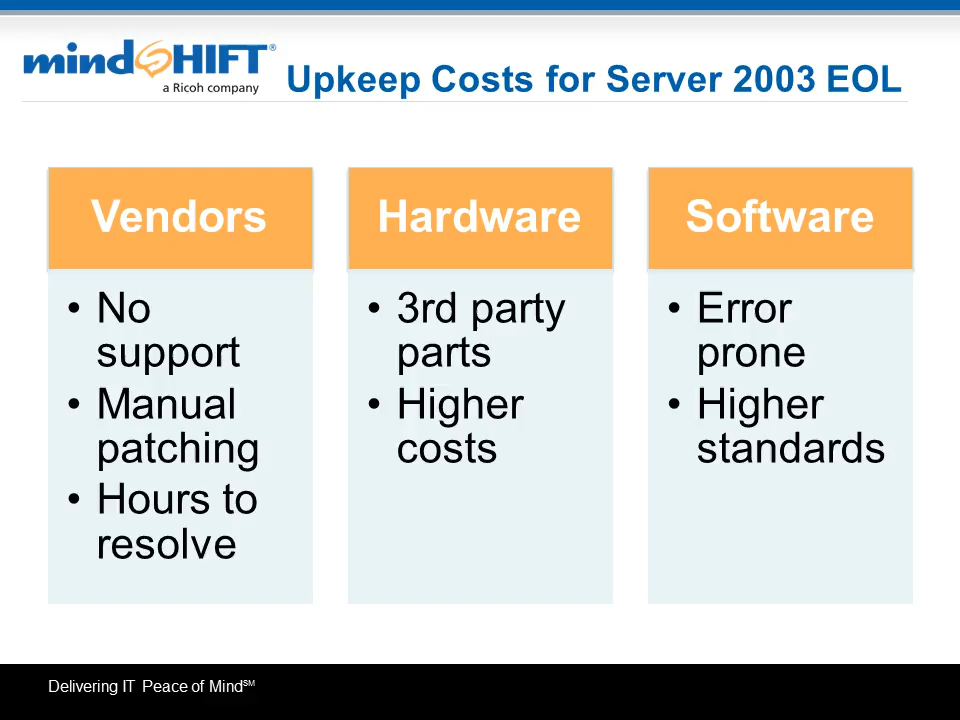 mindSHIFT®
a Ricoh company
Upkeep Costs for Server 2003 EOL
Vendors
• No
support
• Manual
patching
• Hours to
resolve
Hardware
• 3rd party
parts
• Higher
costs
Software
• Error
prone
• Higher
standards
Delivering IT Peace of Mind℠